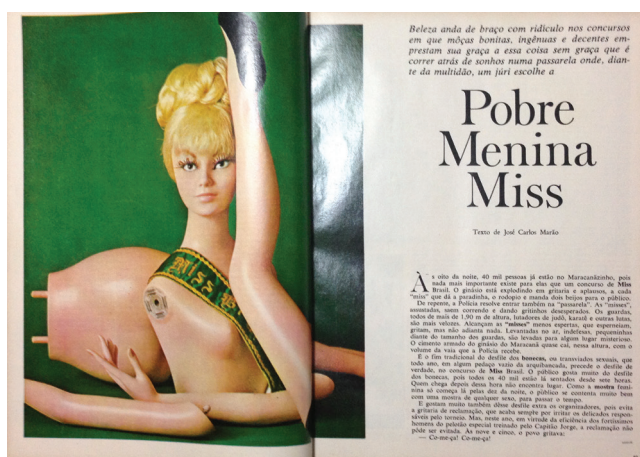 Miss B
Beleza anda de braço com ridículo nos concursos
em que môças bonitas, ingênuas e decentes em-
prestam sua graça a essa coisa sem graça que é
correr atrás de sonhos numa passarela onde, dian-
te da multidão, um júri escolhe a
Pobre
Menina
Miss
Texto de José Carlos Marão
Às oito da noite, 40 mil pessoas já estão no Maracanãzinho, pois
nada mais importante existe para elas que um concurso de Miss
Brasil. O ginásio está explodindo em gritaria e aplausos, a cada
"miss" que dá a paradinha, o rodopio e manda dois beijos para o público.
De repente, a Polícia resolve entrar também na "passarela". As "misses",
assustadas, saem correndo e dando gritinhos desesperados. Os guardas,
todos de mais de 1,90 m de altura, lutadores de judô, karatê e outras lutas,
são mais velozes. Alcançam as "misses" menos espertas, que esperneiam,
gritam, mas não adianta nada. Levantadas no ar, indefesas, pequeninhas
diante do tamanho dos guardas, são levadas para algum lugar misterioso.
O cimento armado do ginásio do Maracanã quase cai, nessa altura, com o
volume da vaia que a Polícia recebe.
É o fim tradicional do desfile dos bonecas, ou transviados sexuais, que
todo ano, em algum pedaço vazio da arquibancada, precede o desfile de
verdade, no concurso de Miss Brasil. O público gosta muito do desfile
dos bonecas, pois todos os 40 mil estão lá sentados desde sete horas.
Quem chega depois dessa hora não encontra lugar. Como a mostra femi-
nina só começa lá pelas dez da noite, o público se contenta muito bem
com uma mostra de qualquer sexo, para passar o tempo.
E gostam muito também dêsse desfile extra os organizadores, pois evita
a gritaria de reclamação, que acaba sempre por irritar os delicados respon-
sáveis pelo torneio. Mas, neste ano, em virtude da eficiência dos fortíssimos
homens do pelotão especial treinado pelo Capitão Jorge, a reclamação não
pôde ser evitada. Às nove e cinco, o povo gritava:
— Co-me-ça! Co-me-ça!